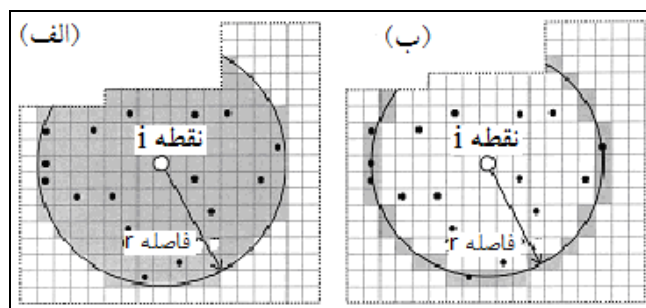 (الف)
نقطه i
فاصله r
(ب)
نقطه i
فاصله r